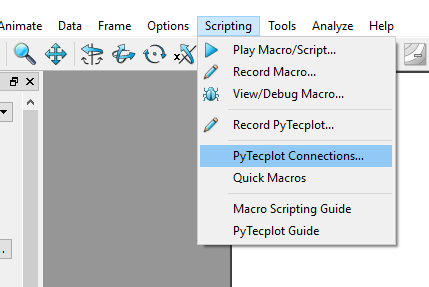 Animate Data Frame Options Scripting Tools Analyze Help
Play Macro/Script...
Record Macro...
View/Debug Macro...
Record PyTecplot...
PyTecplot Connections...
Quick Macros
Macro Scripting Guide
PyTecplot Guide